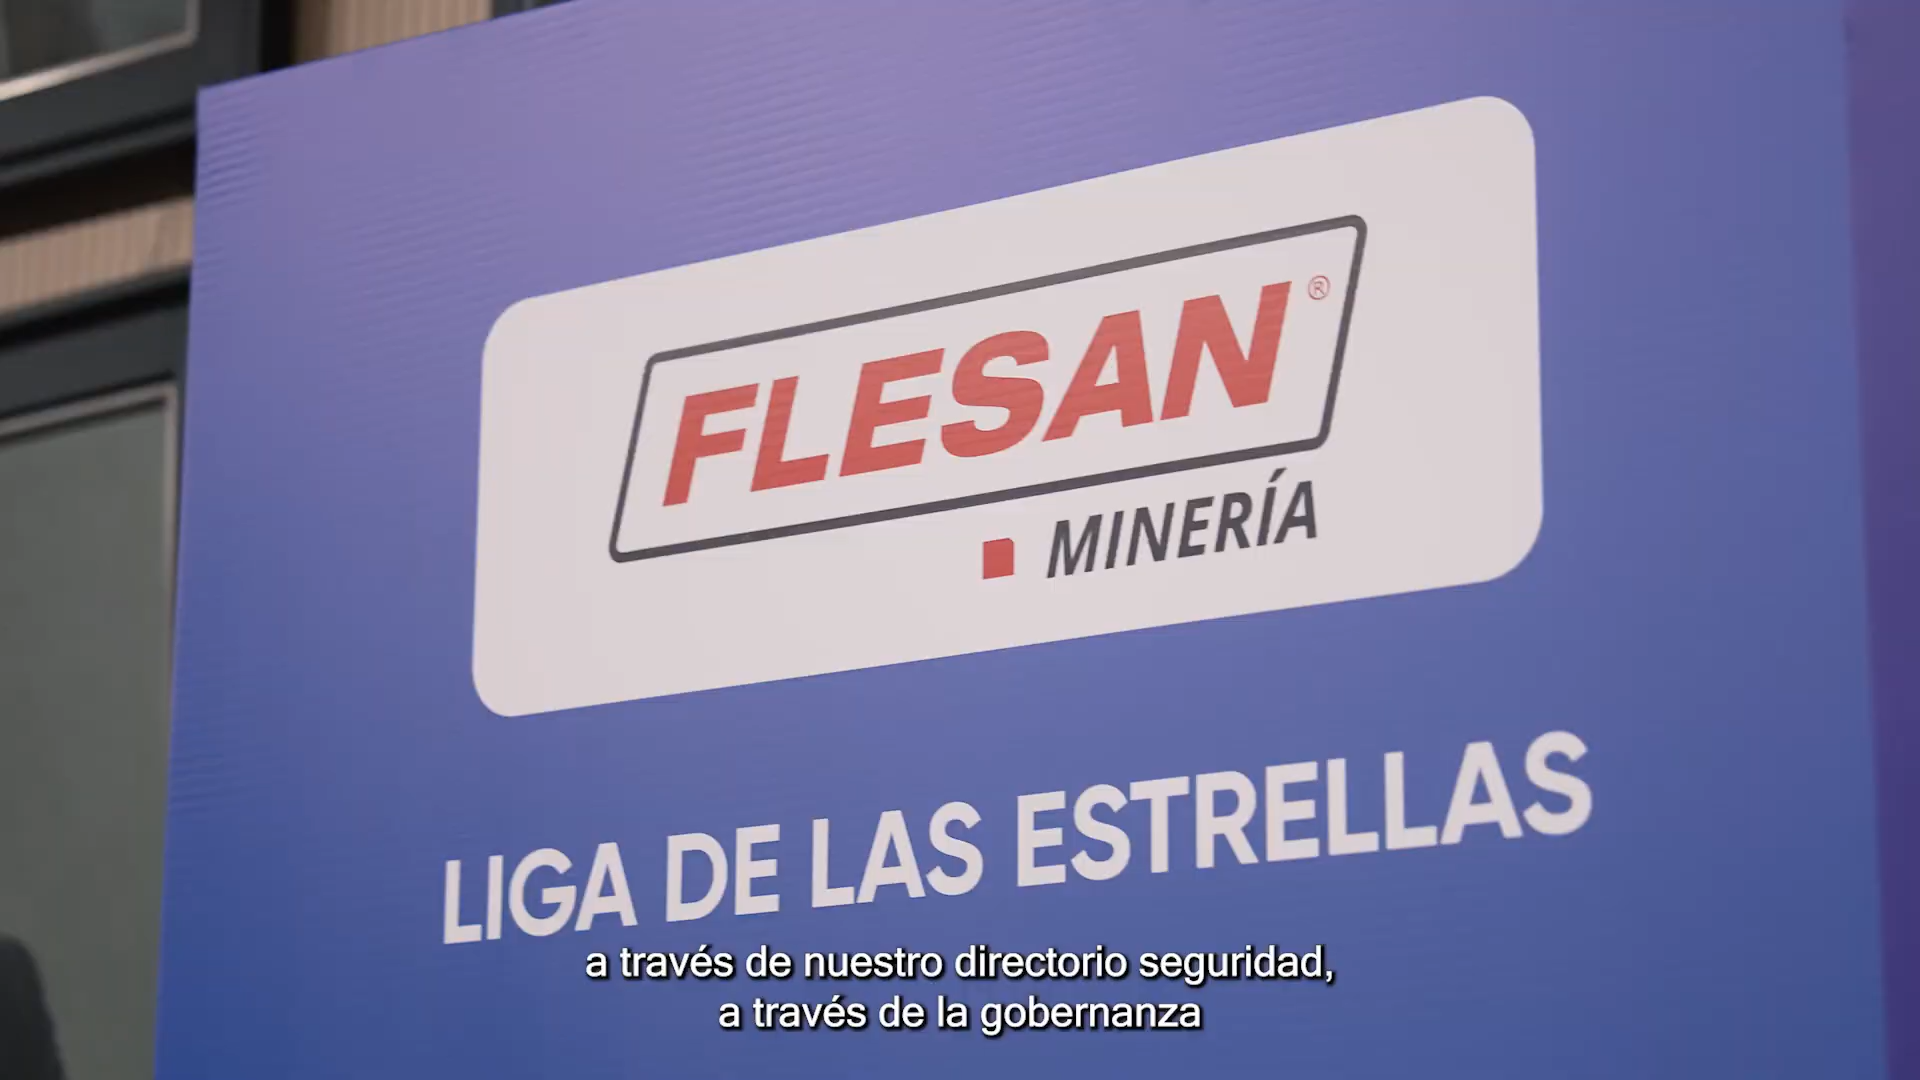 FLESAN®
MINERÍA
LIGA DE LAS ESTRELLAS
a través de nuestro directorio seguridad,
a través de la gobernanza